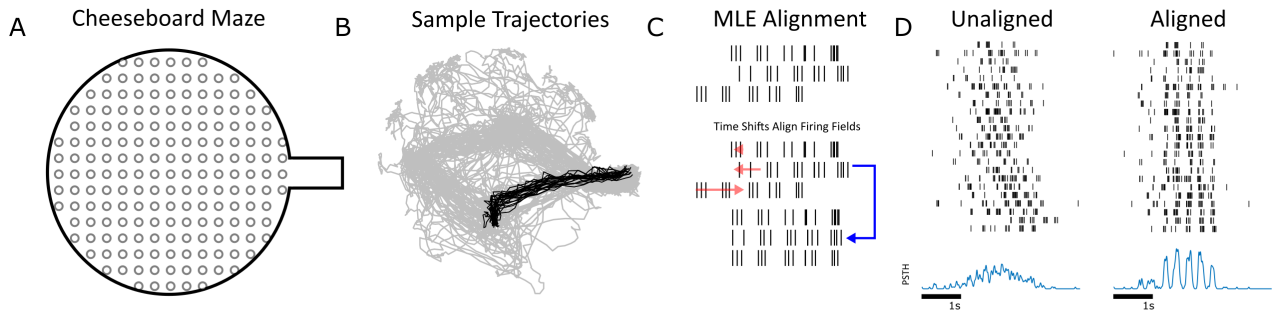 A
Cheeseboard Maze
B
Sample Trajectories
C
MLE Alignment
Time Shifts Align Firing Fields
D
Unaligned
Aligned
PSTH
1s
1s